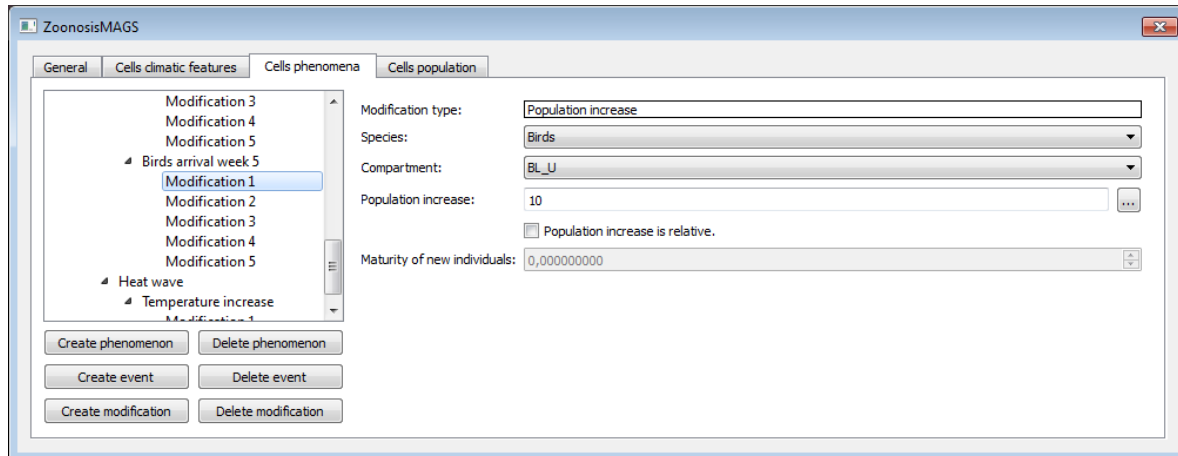 ZoonosisMAGS
General Cells climatic features Cells phenomena Cells population
Modification 3
Modification 4
Modification 5
Birds arrival week 5
Modification 1
Modification 2
Modification 3
Modification 4
Modification 5
Heat wave
Temperature increase
Modification 1
Create phenomenon Delete phenomenon
Create event Delete event
Create modification Delete modification
Modification type: Population increase
Species: Birds
Compartment: BL_U
Population increase: 10 ...
Population increase is relative.
Maturity of new individuals: 0,000000000